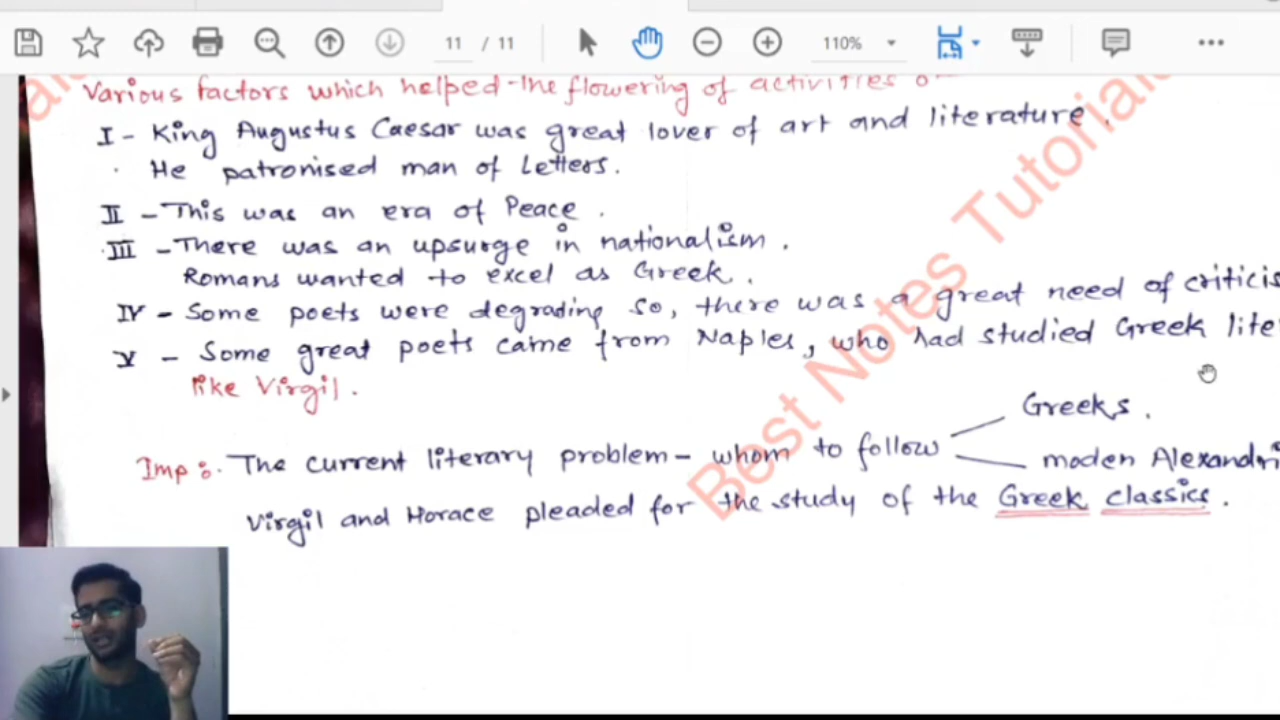 11 / 11
110%
Various factors which helped the flowering of activities
I - King Augustus Caesar was great lover of art and literature.
He patronised man of Letters.
II - This was an era of Peace.
III - There was an upsurge in nationalism.
Romans wanted to excel as Greek.
IV - Some poets were degrading so, there was a great need of criticis
V - Some great poets came from Naples, who had studied Greek lite
like Virgil.
Greeks.
Imp :. The current literary problem - whom to follow
moden Alexandri
Virgil and Horace pleaded for the study of the Greek classics.
Best Notes Tutorial